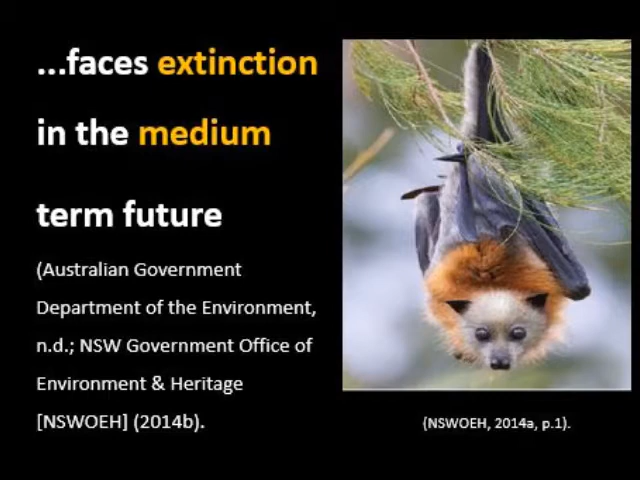 ...faces extinction
in the medium
term future
(Australian Government
Department of the Environment,
n.d.; NSW Government Office of
Environment & Heritage
[NSWOEH] (2014b).
(NSWOEH, 2014a, p.1).